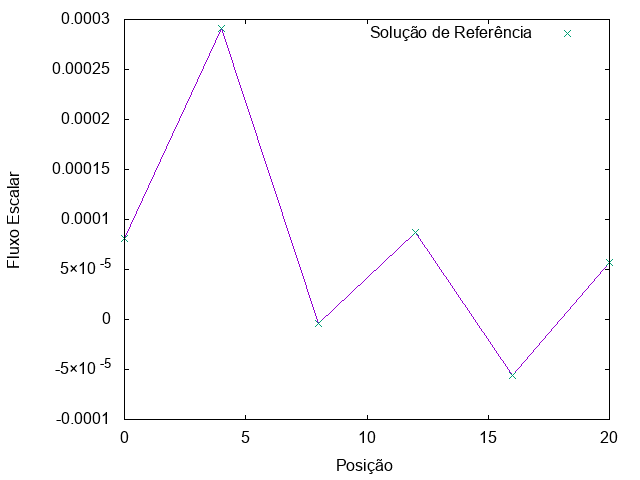 0.0003
Solução de Referência
0.00025
0.0002
0.00015
0.0001
5×10⁻⁵
0
-5×10⁻⁵
-0.0001
Fluxo Escalar
0 5 10 15 20
Posição